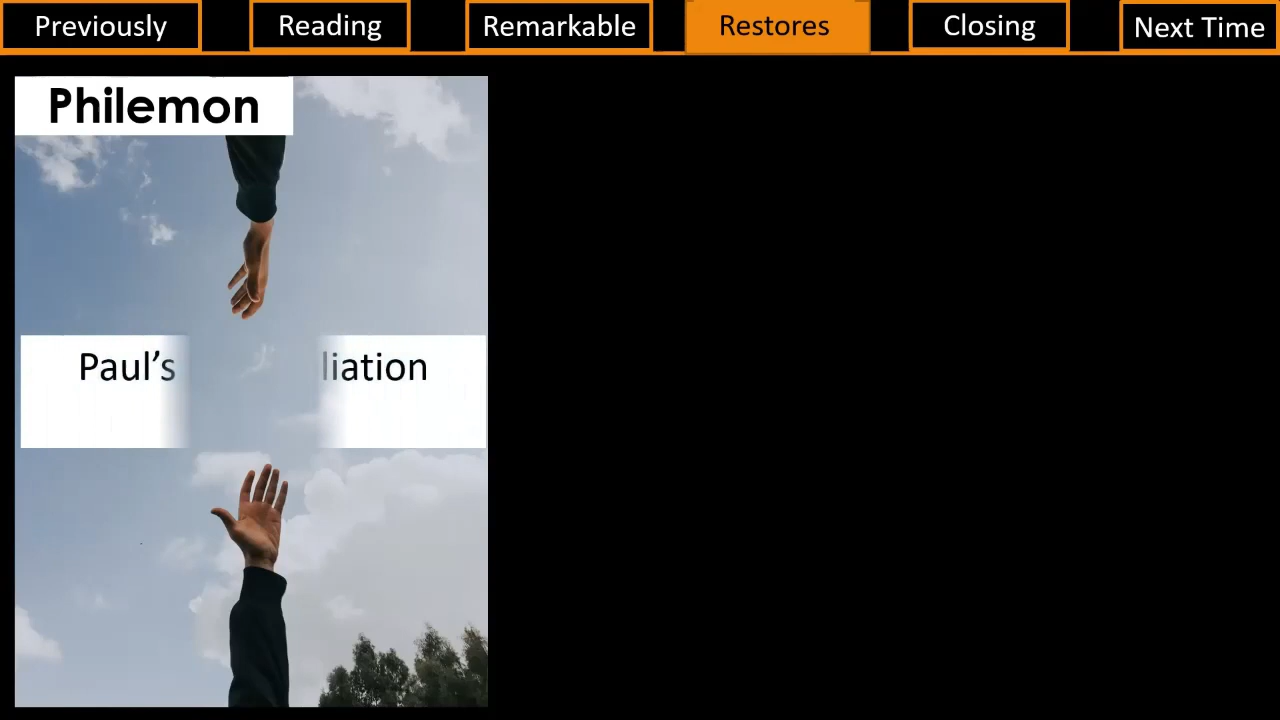 Previously Reading Remarkable Restores Closing Next Time
Philemon
Paul's liation